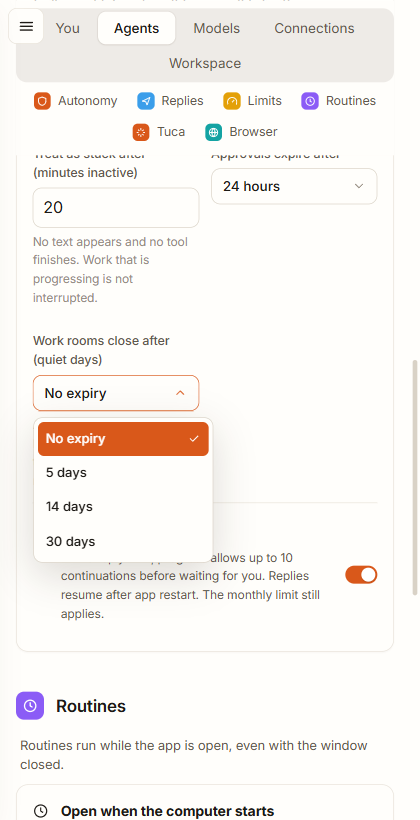 You
Agents
Models
Connections
Workspace
Autonomy
Replies
Limits
Routines
Tuca
Browser
Treat as stuck after
(minutes inactive)
20
No text appears and no tool
finishes. Work that is
progressing is not
interrupted.
Approvals expire after
24 hours
Work rooms close after
(quiet days)
No expiry
No expiry
5 days
14 days
30 days
allows up to 10
continuations before waiting for you. Replies
resume after app restart. The monthly limit still
applies.
Routines
Routines run while the app is open, even with the window
closed.
Open when the computer starts